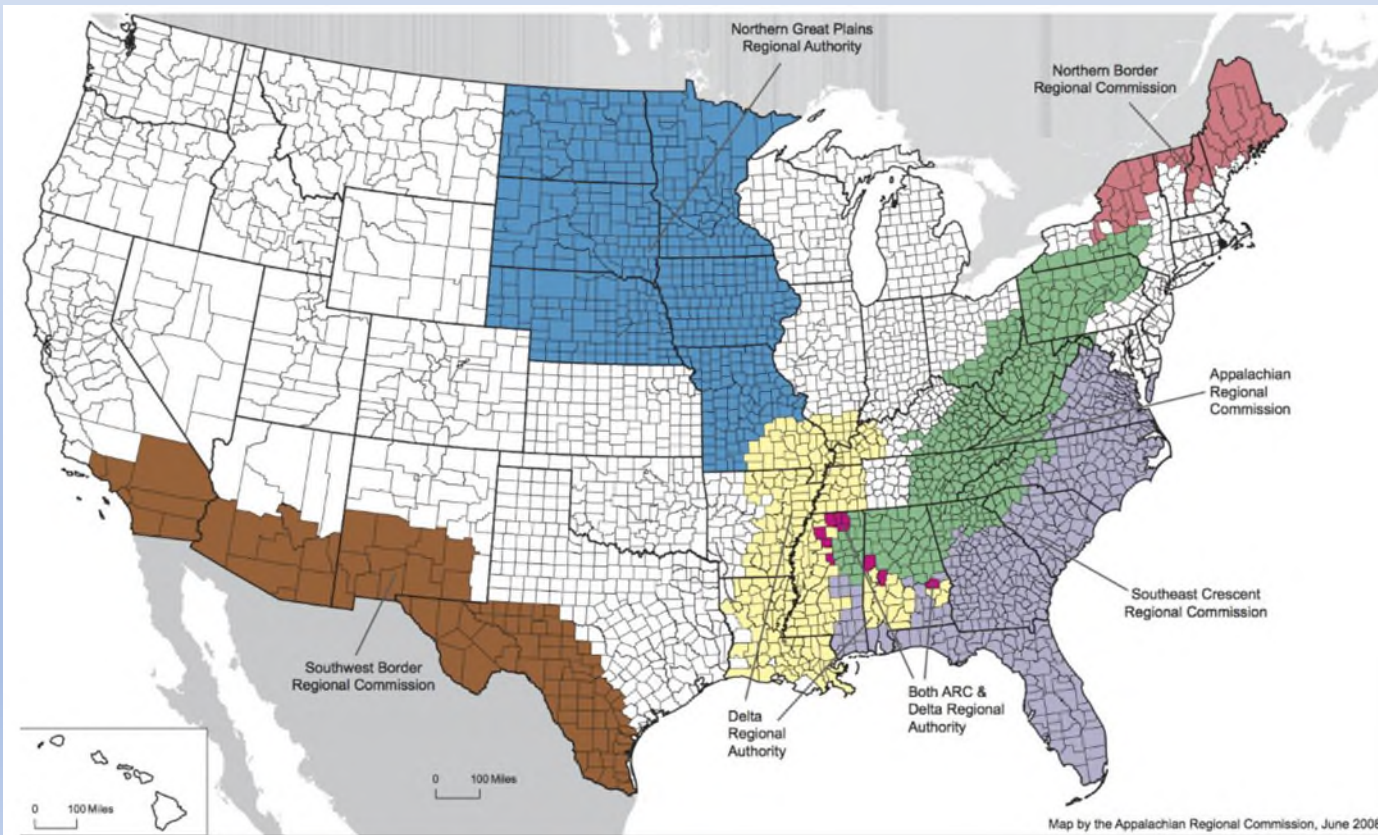 Northern Great Plains
Regional Authority
Northern Border
Regional Commission
Appalachian
Regional
Commission
Southeast Crescent
Regional Commission
Southwest Border
Regional Commission
Both ARC &
Delta Regional
Authority
Delta
Regional
Authority
0 100 Miles
0 100 Miles
Map by the Appalachian Regional Commission, June 2008